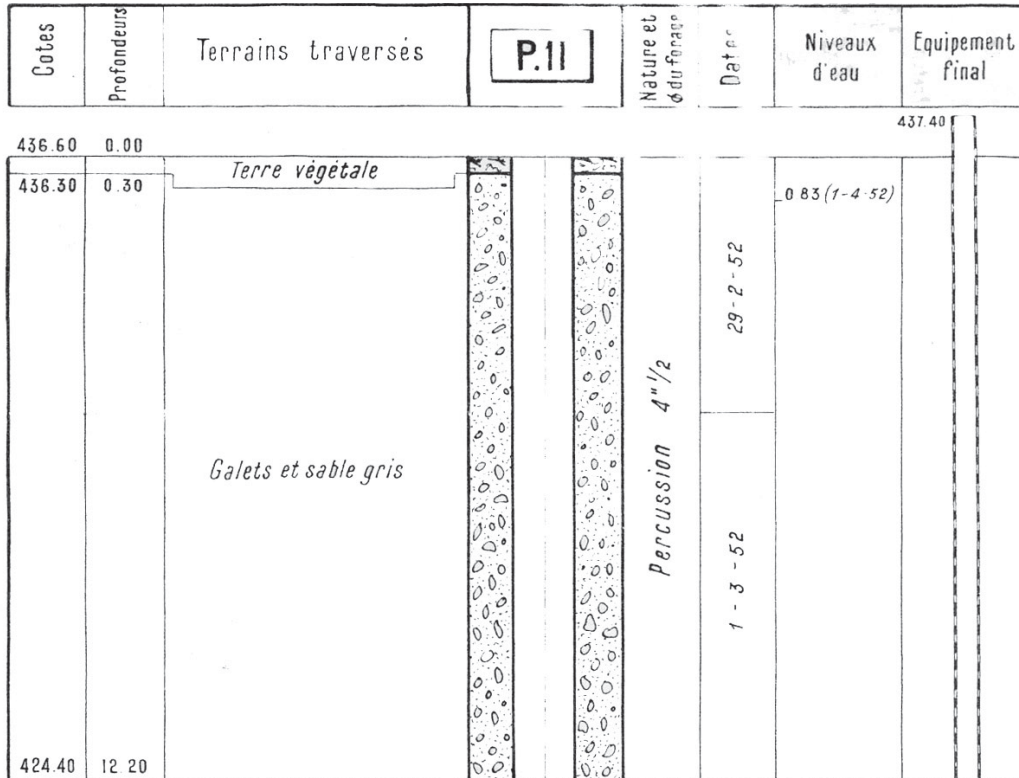 Cotes
Profondeurs
Terrains traversés
P.11
Nature et
ø du forage
Dates
Niveaux
d'eau
Equipement
final
437.40
436.60 0.00
Terre végétale
436.30 0.30
0 83 (1-4-52)
29-2-52
Percussion 4"1/2
Galets et sable gris
1-3-52
424.40 12.20